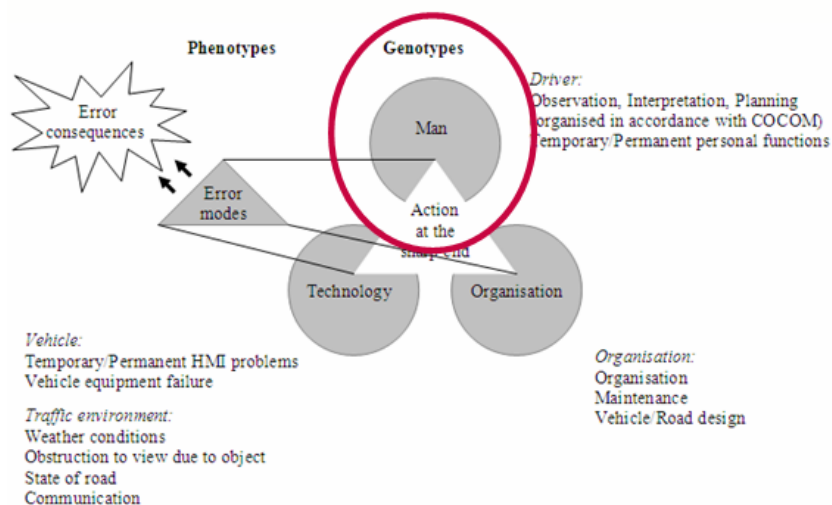 Phenotypes
Genotypes
Error
consequences
Man
Driver:
Observation, Interpretation, Planning
organised in accordance with COCOM)
Temporary/Permanent personal functions
Error
modes
Action
at the
sharp end
Technology
Organisation
Vehicle:
Temporary/Permanent HMI problems
Vehicle equipment failure
Traffic environment:
Weather conditions
Obstruction to view due to object
State of road
Communication
Organisation:
Organisation
Maintenance
Vehicle/Road design